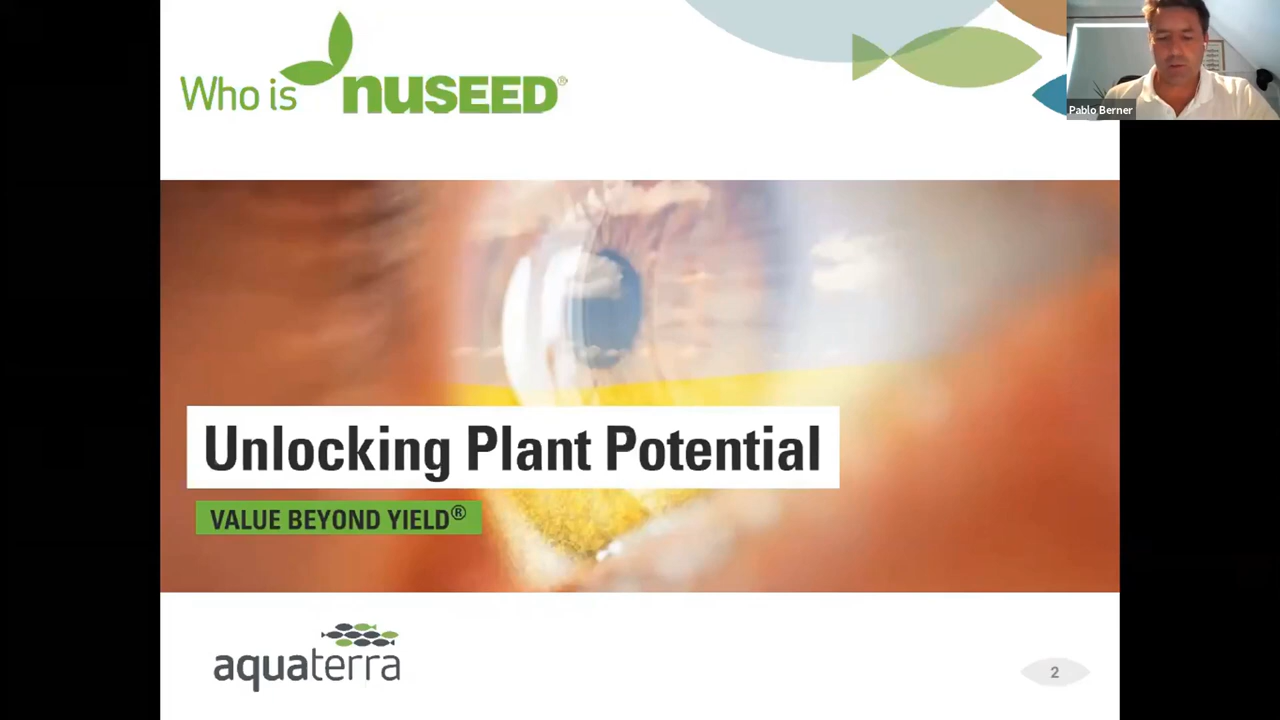 Who is NUSEED®
Pablo Berner
Unlocking Plant Potential
VALUE BEYOND YIELD®
aquaterra
2